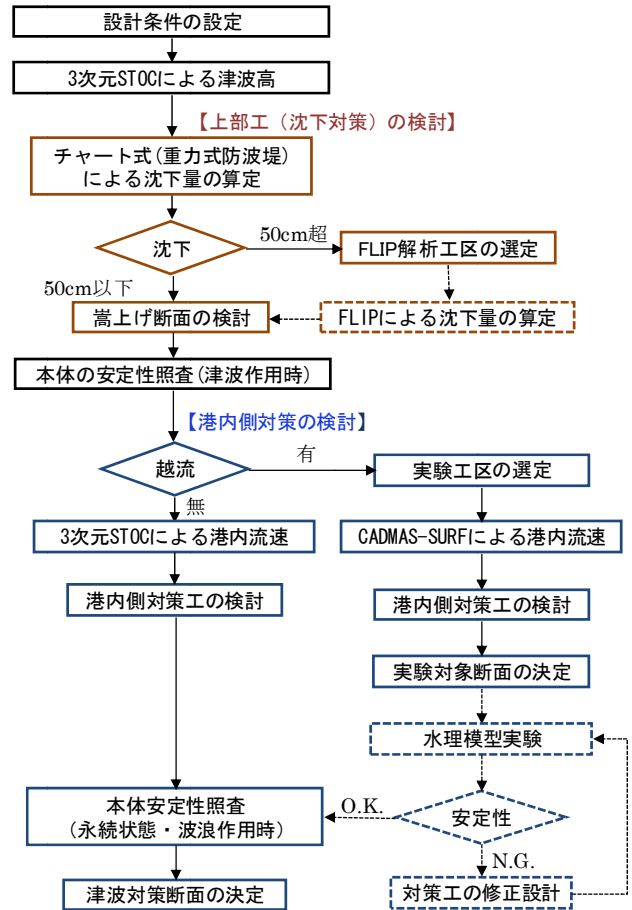 設計条件の設定
3次元STOCによる津波高
【上部工（沈下対策）の検討】
チャート式(重力式防波堤)
による沈下量の算定
沈下
50cm超
FLIP解析工区の選定
50cm以下
嵩上げ断面の検討
FLIPによる沈下量の算定
本体の安定性照査(津波作用時)
【港内側対策の検討】
越流
有
実験工区の選定
無
3次元STOCによる港内流速
CADMAS-SURFによる港内流速
港内側対策工の検討
港内側対策工の検討
実験対象断面の決定
水理模型実験
本体安定性照査
(永続状態・波浪作用時)
O.K.
安定性
N.G.
津波対策断面の決定
対策工の修正設計